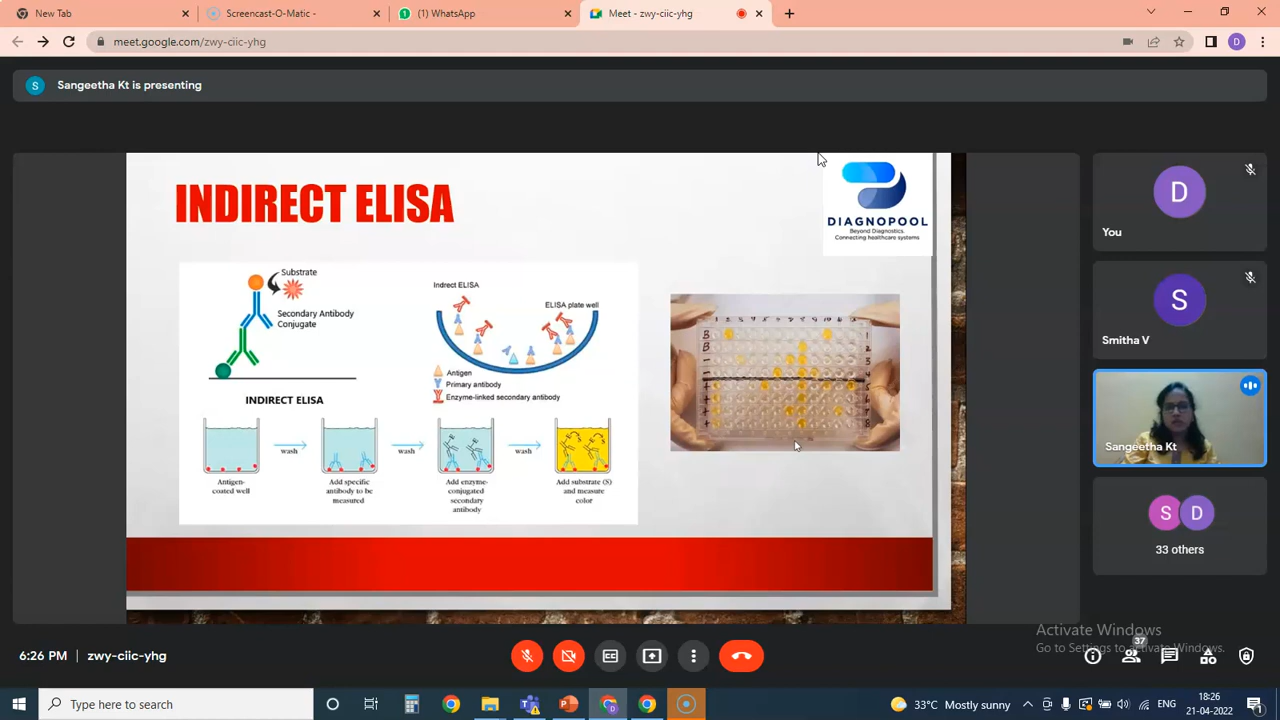 New Tab
Screencast-O-Matic
(1) WhatsApp
Meet - zwy-ciic-yhg
meet.google.com/zwy-ciic-yhg
D
S
Sangeetha Kt is presenting
INDIRECT ELISA
DIAGNOPOOL
Beyond Diagnostics.
Connecting healthcare systems
Substrate
Secondary Antibody
Conjugate
INDIRECT ELISA
Indrect ELISA
ELISA plate well
Antigen
Primary antibody
Enzyme-linked secondary antibody
wash
wash
wash
Antigen-
coated well
Add specific
antibody to be
measured
Add enzyme-
conjugated
secondary
antibody
Add substrate (S)
and measure
color
D
You
S
Smitha V
Sangeetha Kt
S D
33 others
Activate Windows
Go to Settings to activate Windows.
6:26 PM
zwy-ciic-yhg
37
Type here to search
33°C Mostly sunny
ENG
18:26
21-04-2022